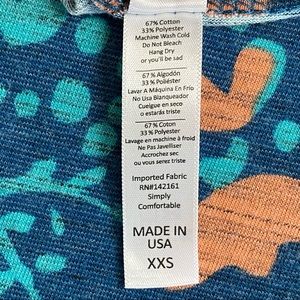 67% Cotton
33% Polyester
Machine Wash Cold
Do Not Bleach
Hang Dry
or you'll be sad
67% Algodón
33% Poliéster
Lavar A Máquina En Frío
No Usa Blanqueador
Cuelgue en seco
o estarás triste
67% Coton
33% Polyester
Lavage en machine à froid
Ne Pas Javelliser
Accrochez sec
ou vous serez triste
Imported Fabric
RN#142161
Simply
Comfortable
MADE IN
USA
XXS